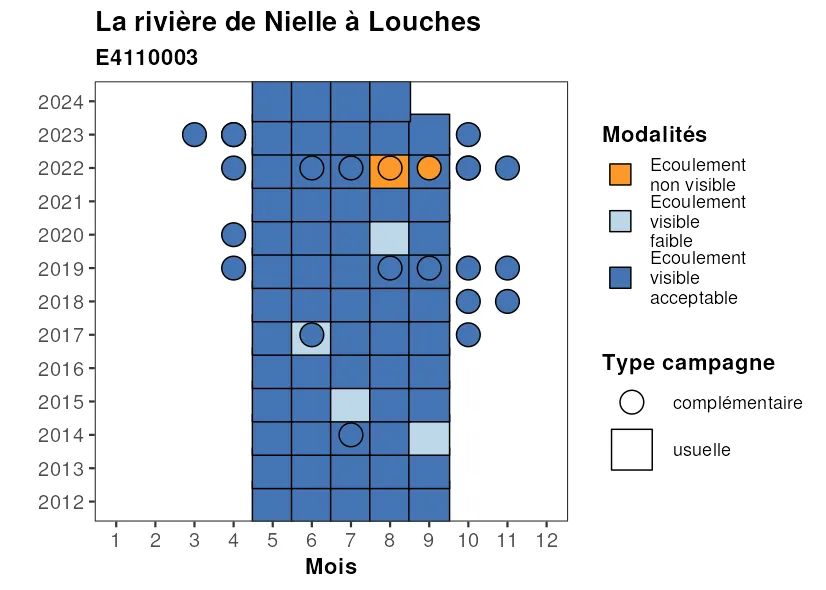 La rivière de Nielle à Louches
E4110003
2024
2023
2022
2021
2020
2019
2018
2017
2016
2015
2014
2013
2012
1 2 3 4 5 6 7 8 9 10 11 12
Mois
Modalités
Ecoulement
non visible
Ecoulement
visible
faible
Ecoulement
visible
acceptable
Type campagne
complémentaire
usuelle